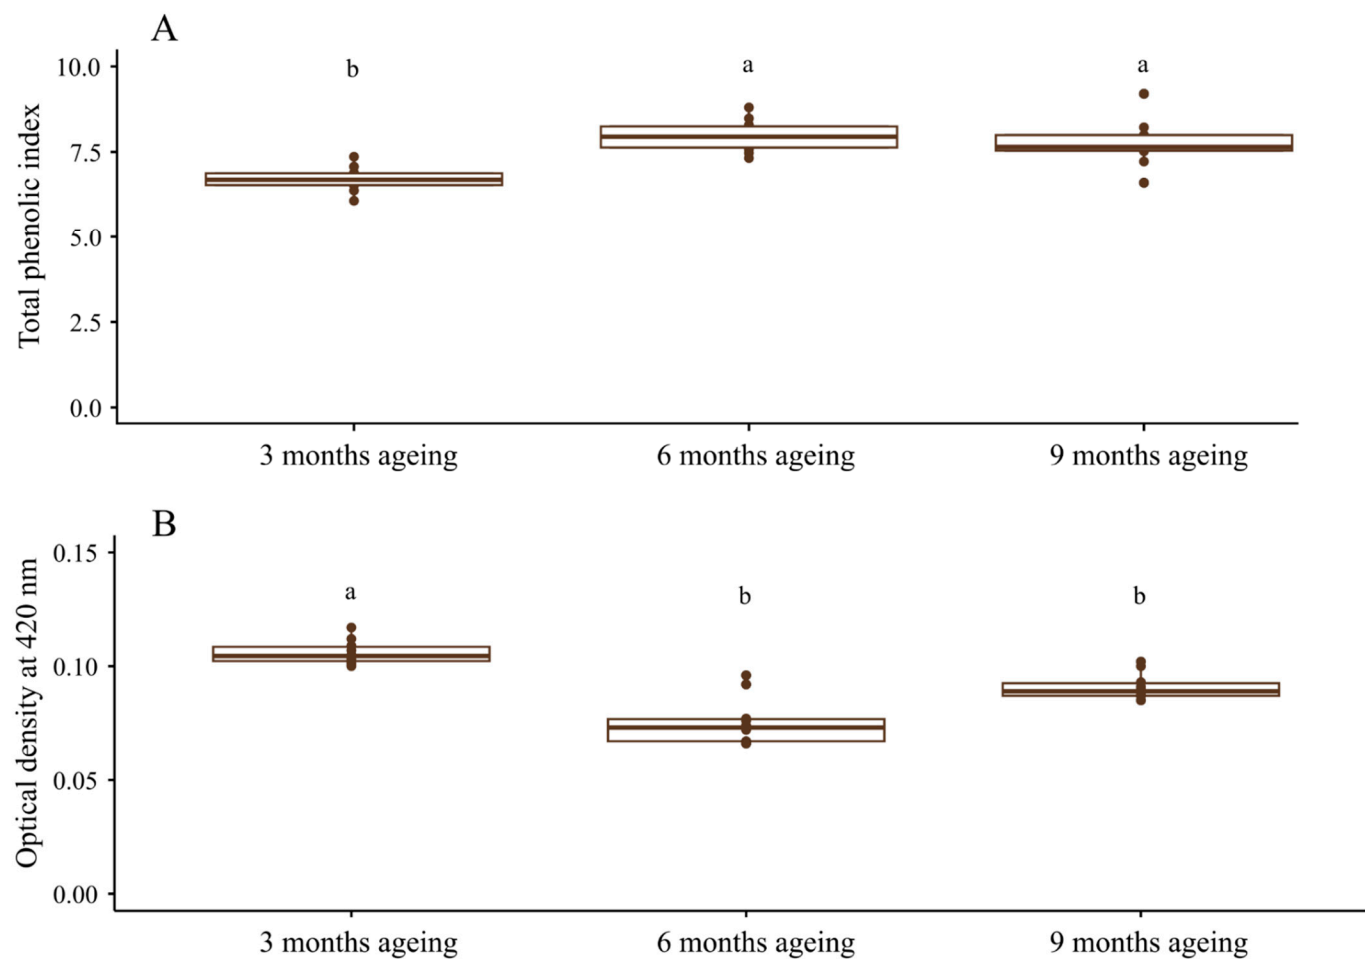 A
Total phenolic index
10.0
7.5
5.0
2.5
0.0
b
a
a
3 months ageing
6 months ageing
9 months ageing
B
Optical density at 420 nm
0.15
0.10
0.05
0.00
a
b
b
3 months ageing
6 months ageing
9 months ageing